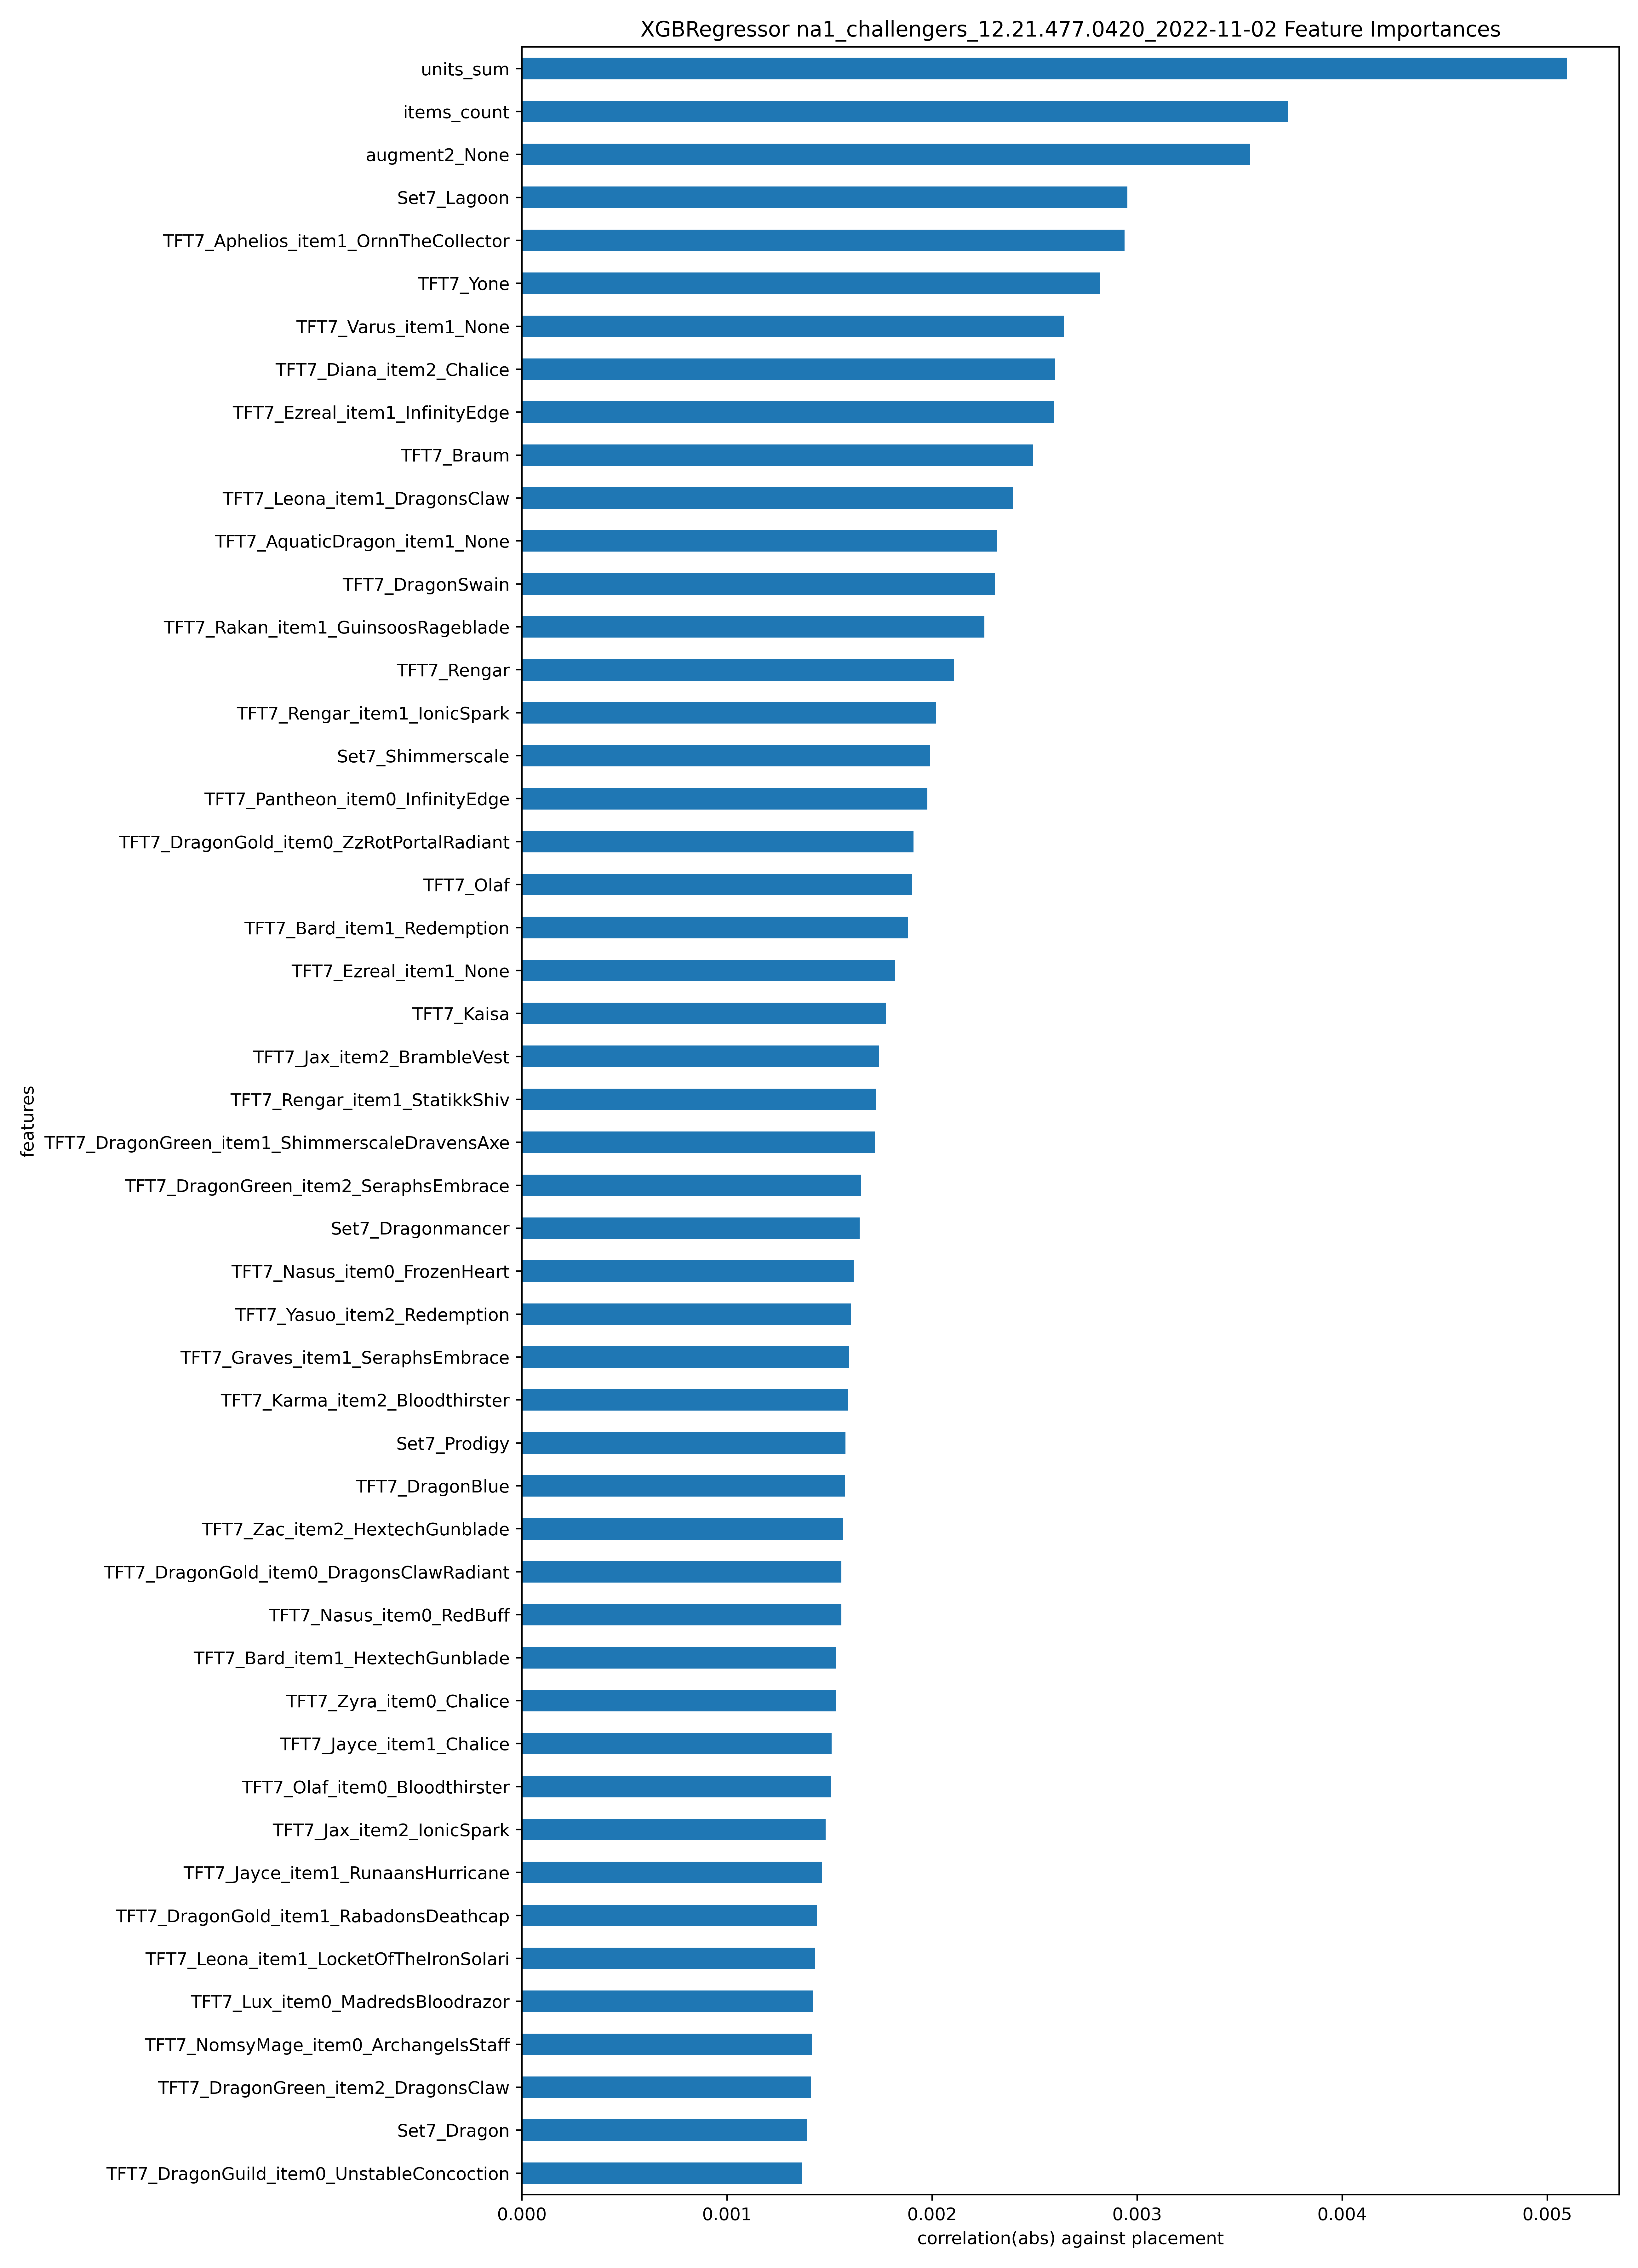 XGBRegressor na1_challengers_12.21.477.0420_2022-11-02 Feature Importances
units_sum
items_count
augment2_None
Set7_Lagoon
TFT7_Aphelios_item1_OrnnTheCollector
TFT7_Yone
TFT7_Varus_item1_None
TFT7_Diana_item2_Chalice
TFT7_Ezreal_item1_InfinityEdge
TFT7_Braum
TFT7_Leona_item1_DragonsClaw
TFT7_AquaticDragon_item1_None
TFT7_DragonSwain
TFT7_Rakan_item1_GuinsoosRageblade
TFT7_Rengar
TFT7_Rengar_item1_IonicSpark
Set7_Shimmerscale
TFT7_Pantheon_item0_InfinityEdge
TFT7_DragonGold_item0_ZzRotPortalRadiant
TFT7_Olaf
TFT7_Bard_item1_Redemption
TFT7_Ezreal_item1_None
TFT7_Kaisa
TFT7_Jax_item2_BrambleVest
TFT7_Rengar_item1_StatikkShiv
TFT7_DragonGreen_item1_ShimmerscaleDravensAxe
TFT7_DragonGreen_item2_SeraphsEmbrace
Set7_Dragonmancer
TFT7_Nasus_item0_FrozenHeart
TFT7_Yasuo_item2_Redemption
TFT7_Graves_item1_SeraphsEmbrace
TFT7_Karma_item2_Bloodthirster
Set7_Prodigy
TFT7_DragonBlue
TFT7_Zac_item2_HextechGunblade
TFT7_DragonGold_item0_DragonsClawRadiant
TFT7_Nasus_item0_RedBuff
TFT7_Bard_item1_HextechGunblade
TFT7_Zyra_item0_Chalice
TFT7_Jayce_item1_Chalice
TFT7_Olaf_item0_Bloodthirster
TFT7_Jax_item2_IonicSpark
TFT7_Jayce_item1_RunaansHurricane
TFT7_DragonGold_item1_RabadonsDeathcap
TFT7_Leona_item1_LocketOfTheIronSolari
TFT7_Lux_item0_MadredsBloodrazor
TFT7_NomsyMage_item0_ArchangelsStaff
TFT7_DragonGreen_item2_DragonsClaw
Set7_Dragon
TFT7_DragonGuild_item0_UnstableConcoction
features
0.000 0.001 0.002 0.003 0.004 0.005
correlation(abs) against placement